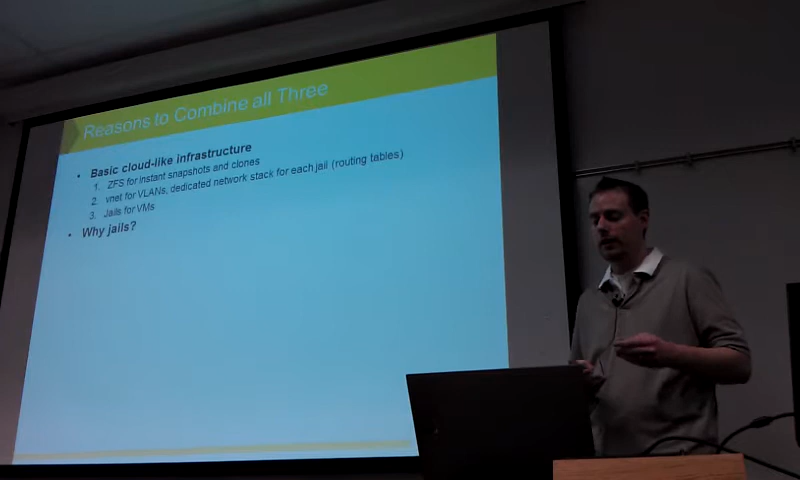 Reasons to Combine all Three
• Basic cloud-like infrastructure
1. ZFS for instant snapshots and clones
2. vnet for VLANs, dedicated network stack for each jail (routing tables)
3. Jails for VMs
• Why jails?